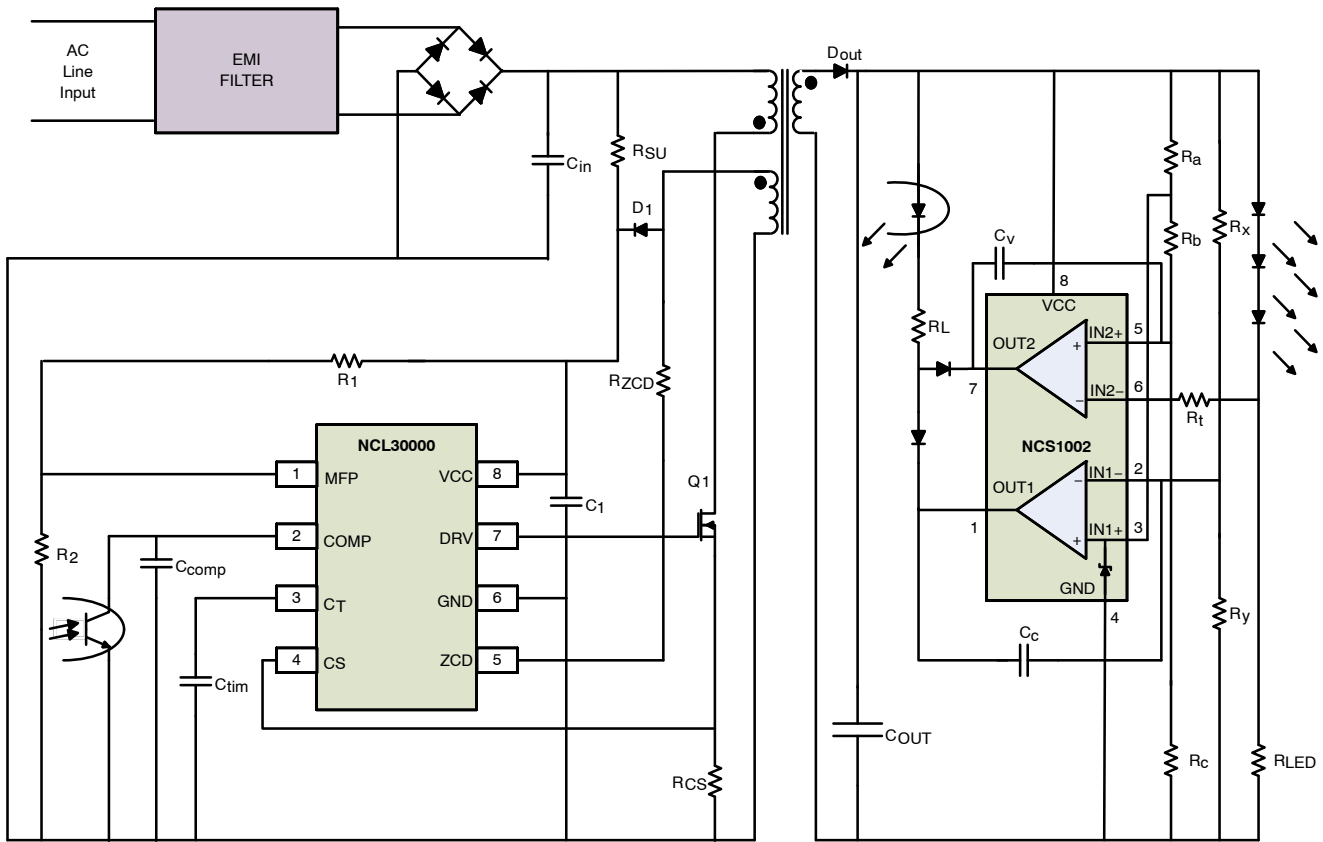 AC
Line
Input
EMI
FILTER
Dout
Cin
RSU
D1
Ra
Rb
Rx
Cv
8
VCC
RL
OUT2
IN2+
5
+
7
IN2−
6
−
Rt
R1
RZCD
NCL30000
1
MFP
VCC
8
C1
2
COMP
DRV
7
3
CT
GND
6
4
CS
ZCD
5
R2
Ccomp
Ctim
Q1
NCS1002
OUT1
IN1−
2
−
1
IN1+
3
+
GND
4
Ry
Cc
COUT
RCS
Rc
RLED